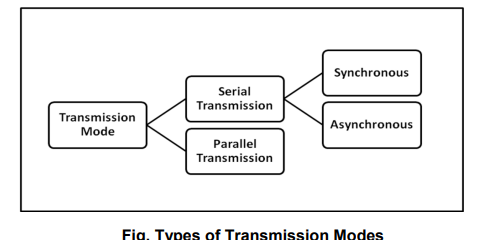 Transmission
Mode
Serial
Transmission
Parallel
Transmission
Synchronous
Asynchronous
Fig. Types of Transmission Modes